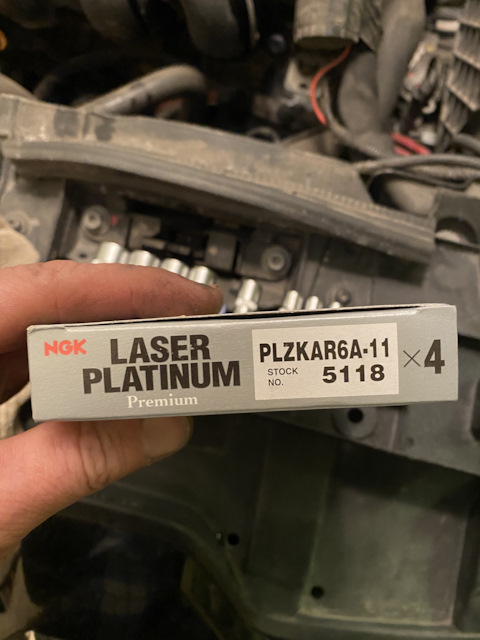 NGK
LASER
PLATINUM
Premium
PLZKAR6A-11
STOCK
NO. 5118
×4